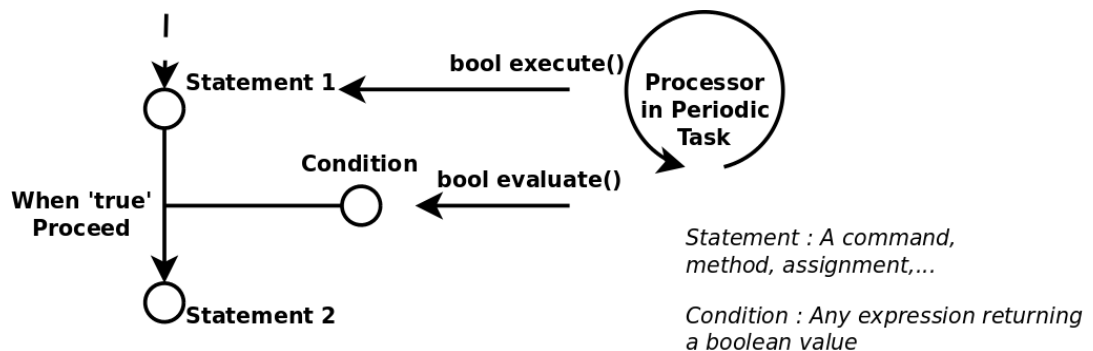 bool execute()
Statement 1
Processor
in Periodic
Task
Condition
bool evaluate()
When 'true'
Proceed
Statement : A command,
method, assignment,...
Statement 2
Condition : Any expression returning
a boolean value